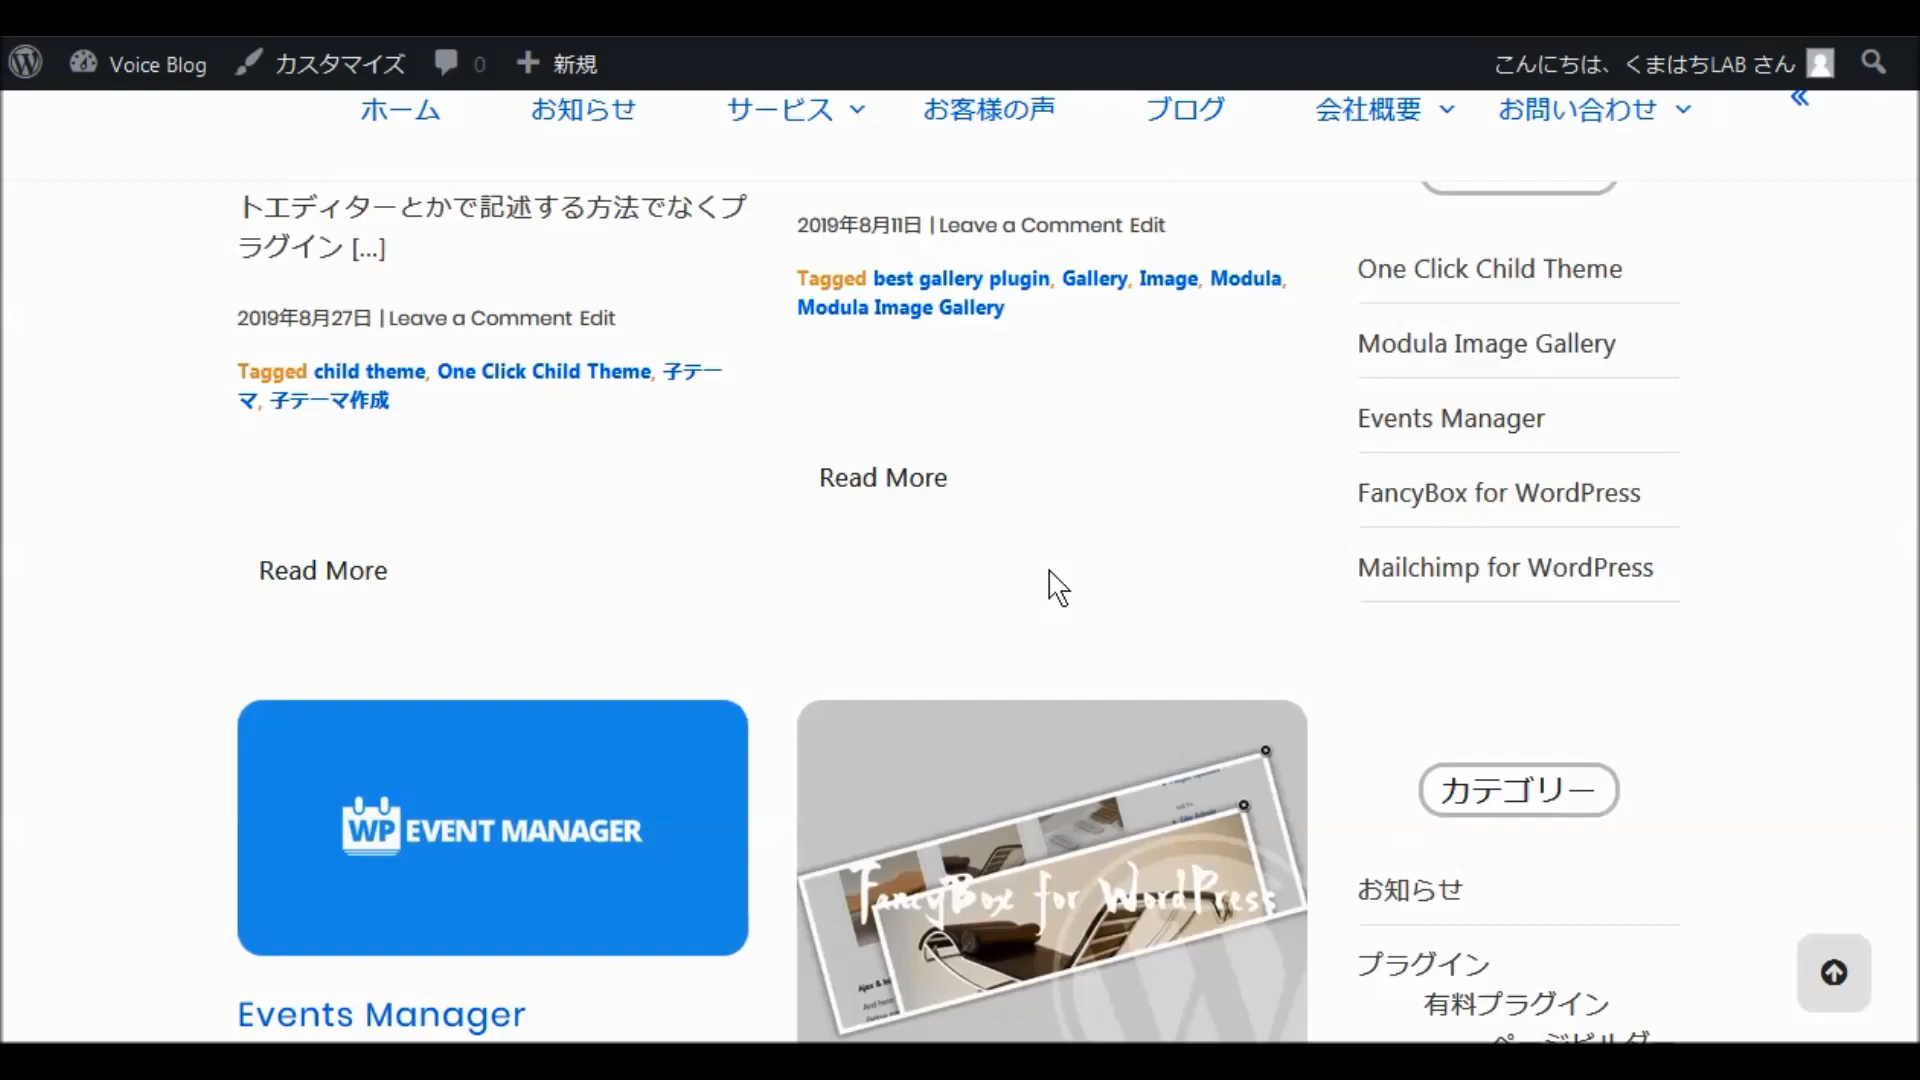 Voice Blog カスタマイズ 0 新規 こんにちは、くまはちLAB さん
ホーム お知らせ サービス お客様の声 ブログ 会社概要 お問い合わせ
トエディターとかで記述する方法でなくプ
ラグイン [...]
2019年8月27日 | Leave a Comment Edit
Tagged child theme, One Click Child Theme, 子テー
マ, 子テーマ作成
Read More
2019年8月11日 | Leave a Comment Edit
Tagged best gallery plugin, Gallery, Image, Modula,
Modula Image Gallery
Read More
WP EVENT MANAGER
Events Manager
FancyBox for WordPress
One Click Child Theme
Modula Image Gallery
Events Manager
FancyBox for WordPress
Mailchimp for WordPress
カテゴリー
お知らせ
プラグイン
有料プラグイン
ページビルダー